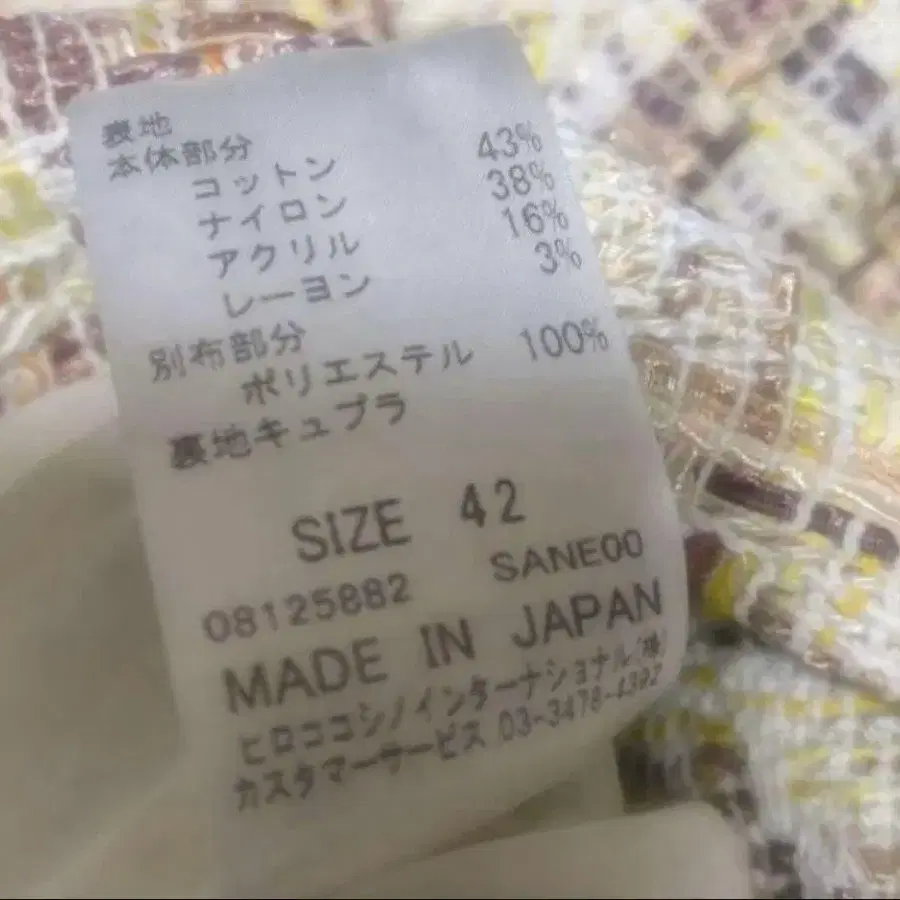 表地
本体部分
コットン 43%
ナイロン 38%
アクリル 16%
レーヨン 3%
別布部分
ポリエステル 100%
裏地キュプラ
SIZE 42
08125882 SANE00
MADE IN JAPAN
ヒロココシノインターナショナル(株)
カスタマーサービス 03-3478-4392